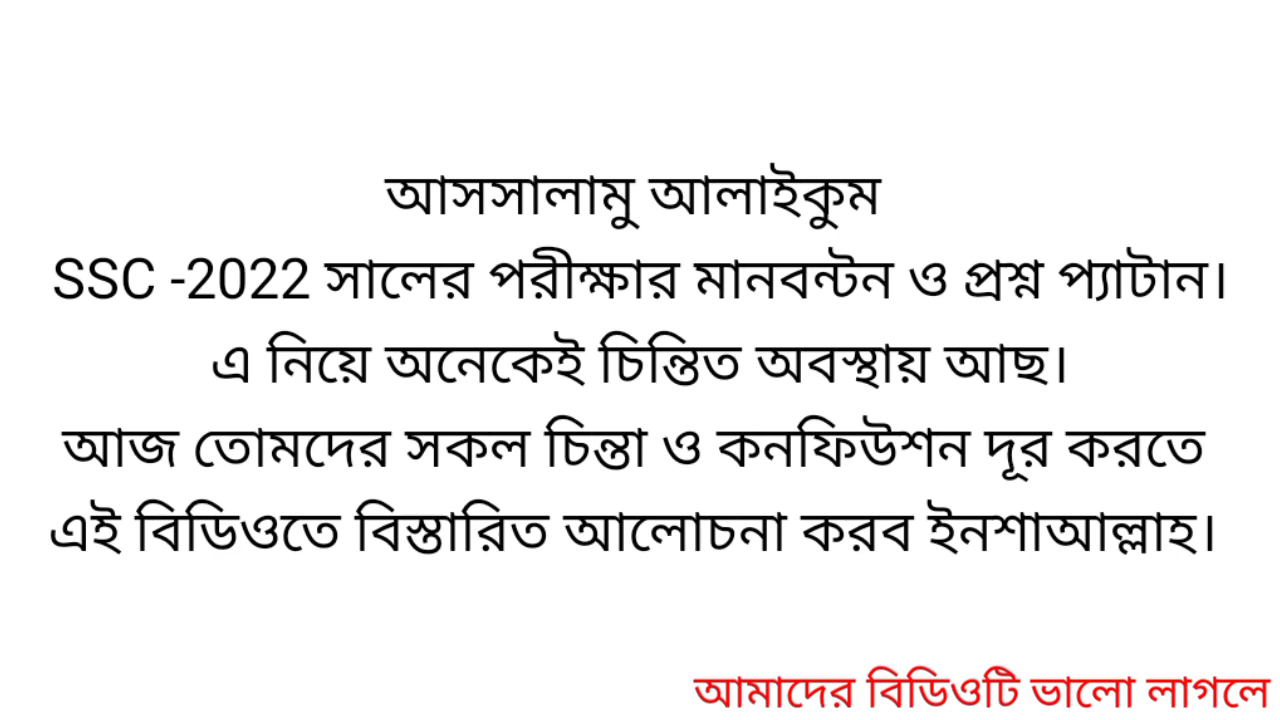 আসসালামু আলাইকুম
SSC -2022 সালের পরীক্ষার মানবন্টন ও প্রশ্ন প্যাটান।
এ নিয়ে অনেকেই চিন্তিত অবস্থায় আছ।
আজ তোমদের সকল চিন্তা ও কনফিউশন দূর করতে
এই বিডিওতে বিস্তারিত আলোচনা করব ইনশাআল্লাহ।
আমাদের বিডিওটি ভালো লাগলে